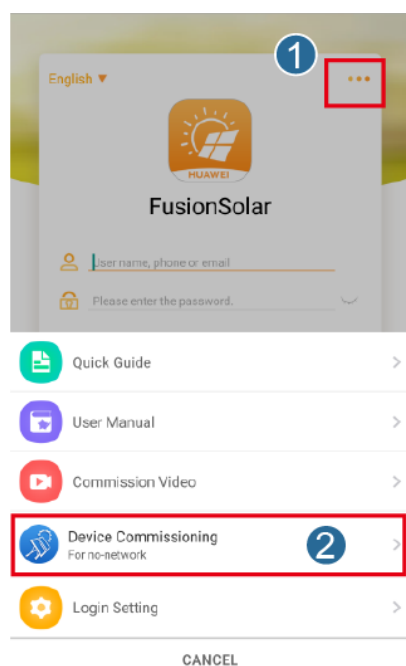 1
English ▼
HUAWEI
FusionSolar
User name, phone or email
Please enter the password.
Quick Guide
User Manual
Commission Video
Device Commissioning
For no-network
2
Login Setting
CANCEL